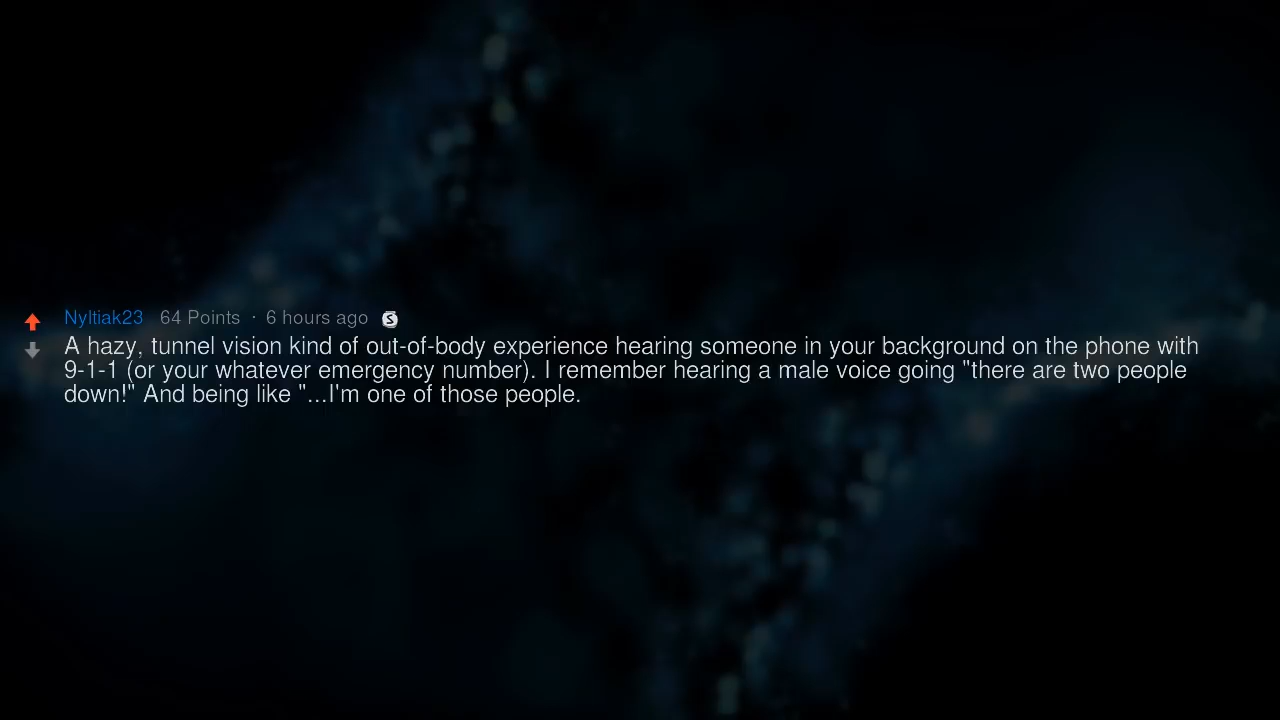 Nyltiak23 64 Points · 6 hours ago S
A hazy, tunnel vision kind of out-of-body experience hearing someone in your background on the phone with
9-1-1 (or your whatever emergency number). I remember hearing a male voice going "there are two people
down!" And being like "...I'm one of those people.